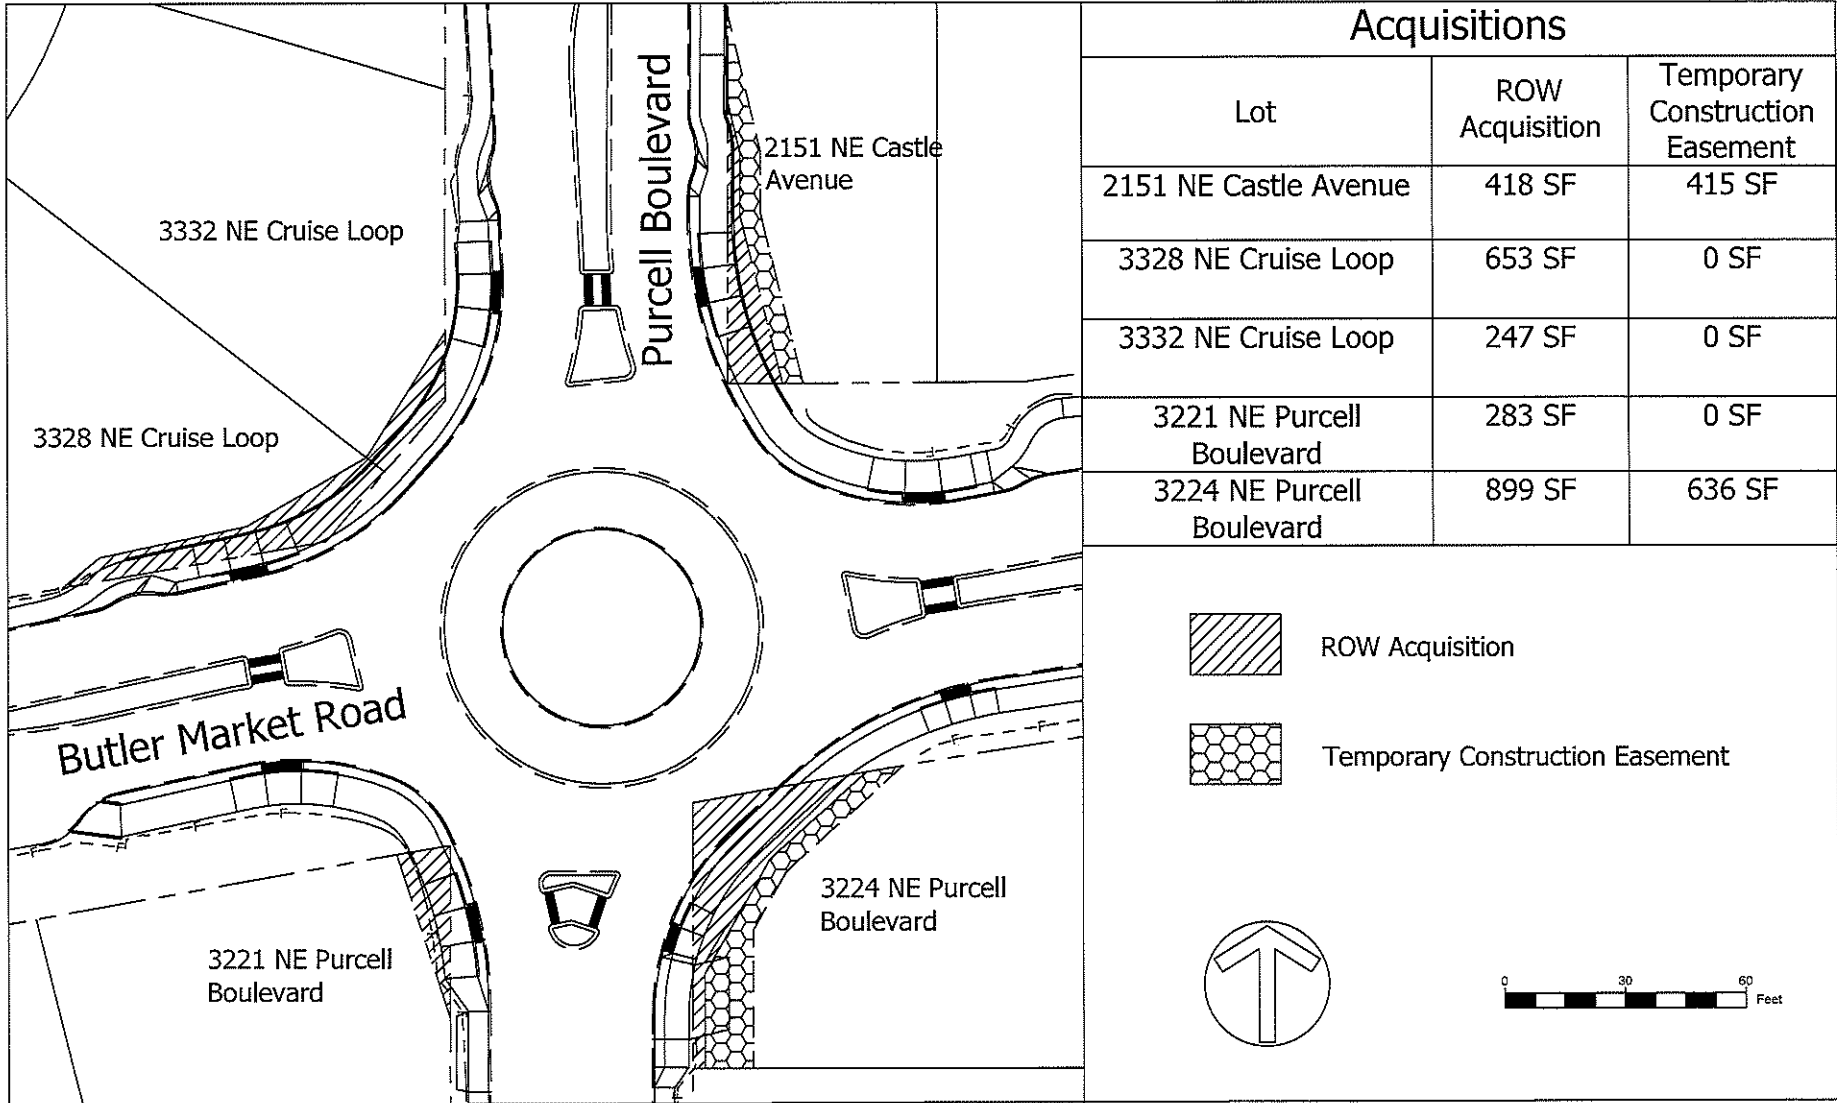 Purcell Boulevard
2151 NE Castle
Avenue
3332 NE Cruise Loop
3328 NE Cruise Loop
Butler Market Road
3224 NE Purcell
Boulevard
3221 NE Purcell
Boulevard
Acquisitions
Lot
ROW
Acquisition
Temporary
Construction
Easement
2151 NE Castle Avenue 418 SF 415 SF
3328 NE Cruise Loop 653 SF 0 SF
3332 NE Cruise Loop 247 SF 0 SF
3221 NE Purcell
Boulevard
283 SF 0 SF
3224 NE Purcell
Boulevard
899 SF 636 SF
ROW Acquisition
Temporary Construction Easement
0 30 60
Feet